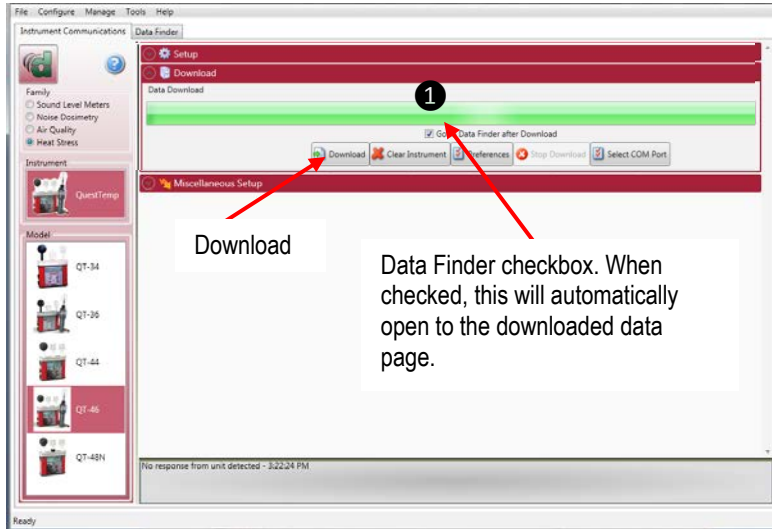 File Configure Manage Tools Help
Instrument Communications Data Finder
?
Family
Sound Level Meters
Noise Dosimetry
Air Quality
Heat Stress
Instrument
QuestTemp
Model
QT-34
QT-36
QT-44
QT-46
QT-48N
Setup
Download
Data Download
1
Go Data Finder after Download
Download Clear Instrument Preferences Stop Download Select COM Port
Miscellaneous Setup
Download
Data Finder checkbox. When
checked, this will automatically
open to the downloaded data
page.
No response from unit detected - 3:22:24 PM
Ready